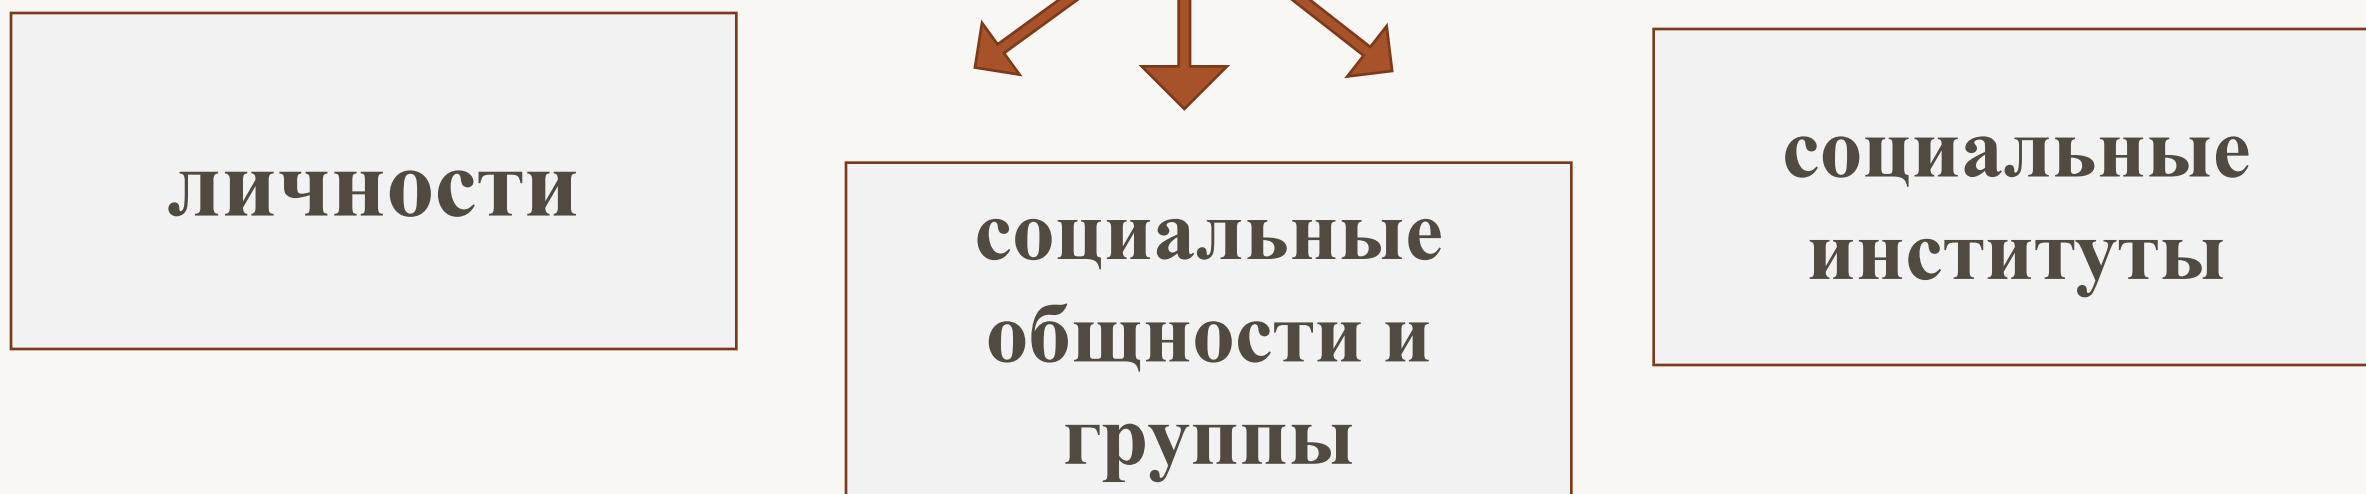 личности
социальные
общности и
группы
социальные
институты